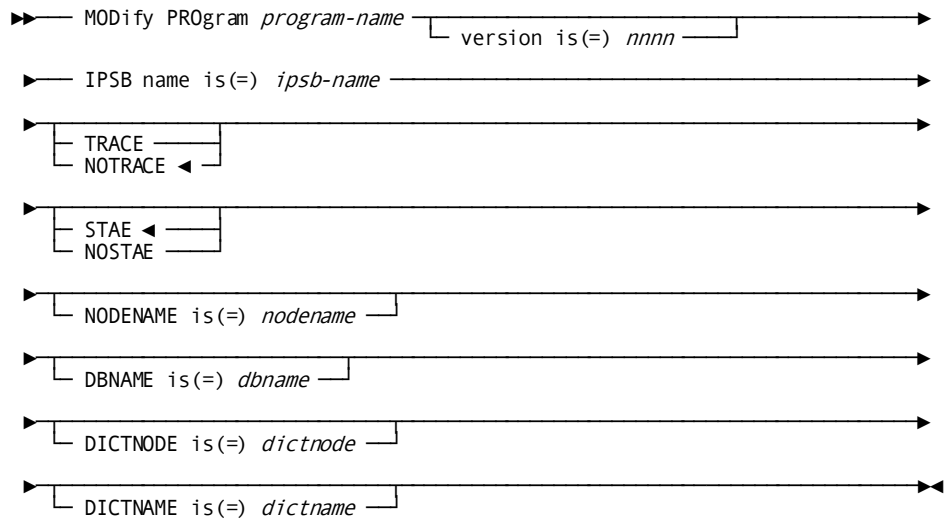 MODify PROgram program-name
version is(=) nnnn
IPSB name is(=) ipsb-name
TRACE
NOTRACE
STAE
NOSTAE
NODENAME is(=) nodename
DBNAME is(=) dbname
DICTNODE is(=) dictnode
DICTNAME is(=) dictname